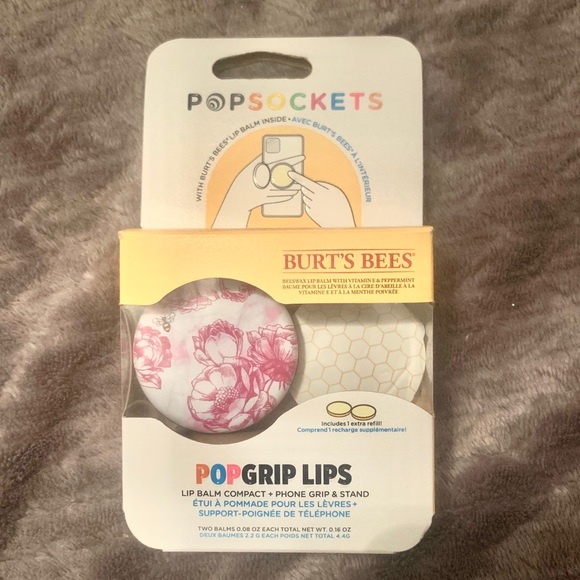 POPSOCKETS
WITH BURT'S BEES® LIP BALM INSIDE • AVEC BURT'S BEES® À L'INTÉRIEUR
BURT'S BEES®
BEESWAX LIP BALM WITH VITAMIN E & PEPPERMINT
BAUME POUR LES LÈVRES À LA CIRE D'ABEILLE À LA
VITAMINE E ET À LA MENTHE POIVRÉE
Includes 1 extra refill!
Comprend 1 recharge supplémentaire!
POPGRIP LIPS
LIP BALM COMPACT + PHONE GRIP & STAND
ÉTUI À POMMADE POUR LES LÈVRES +
SUPPORT-POIGNÉE DE TÉLÉPHONE
TWO BALMS 0.08 OZ EACH TOTAL NET WT. 0.16 OZ
DEUX BAUMES 2.2 G EACH POIDS NET TOTAL 4.4G